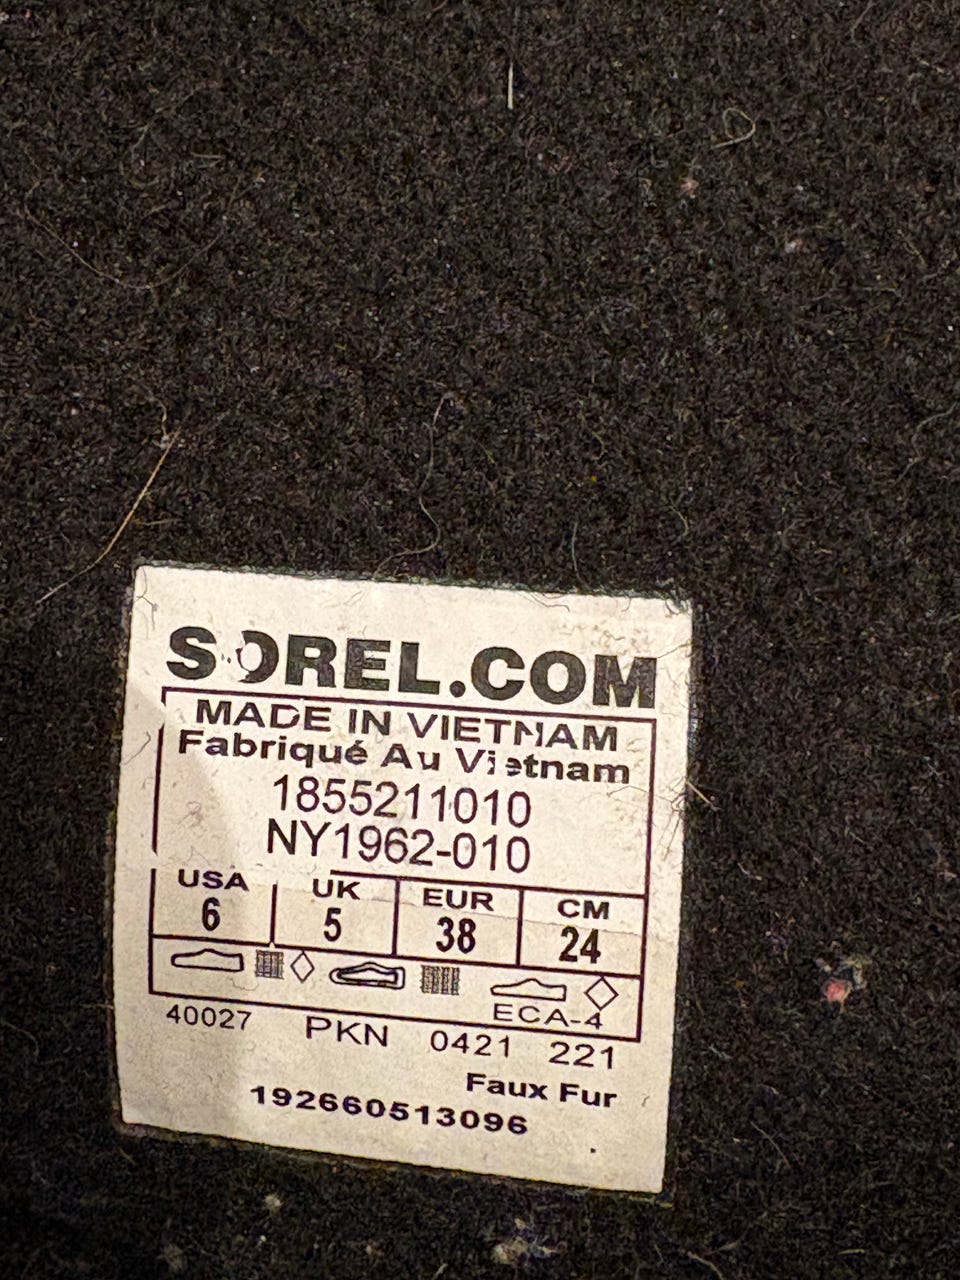 SOREL.COM
MADE IN VIETNAM
Fabriqué Au Vietnam
1855211010
NY1962-010
USA UK EUR CM
6 5 38 24
ECA-4
40027 PKN 0421 221
Faux Fur
192660513096